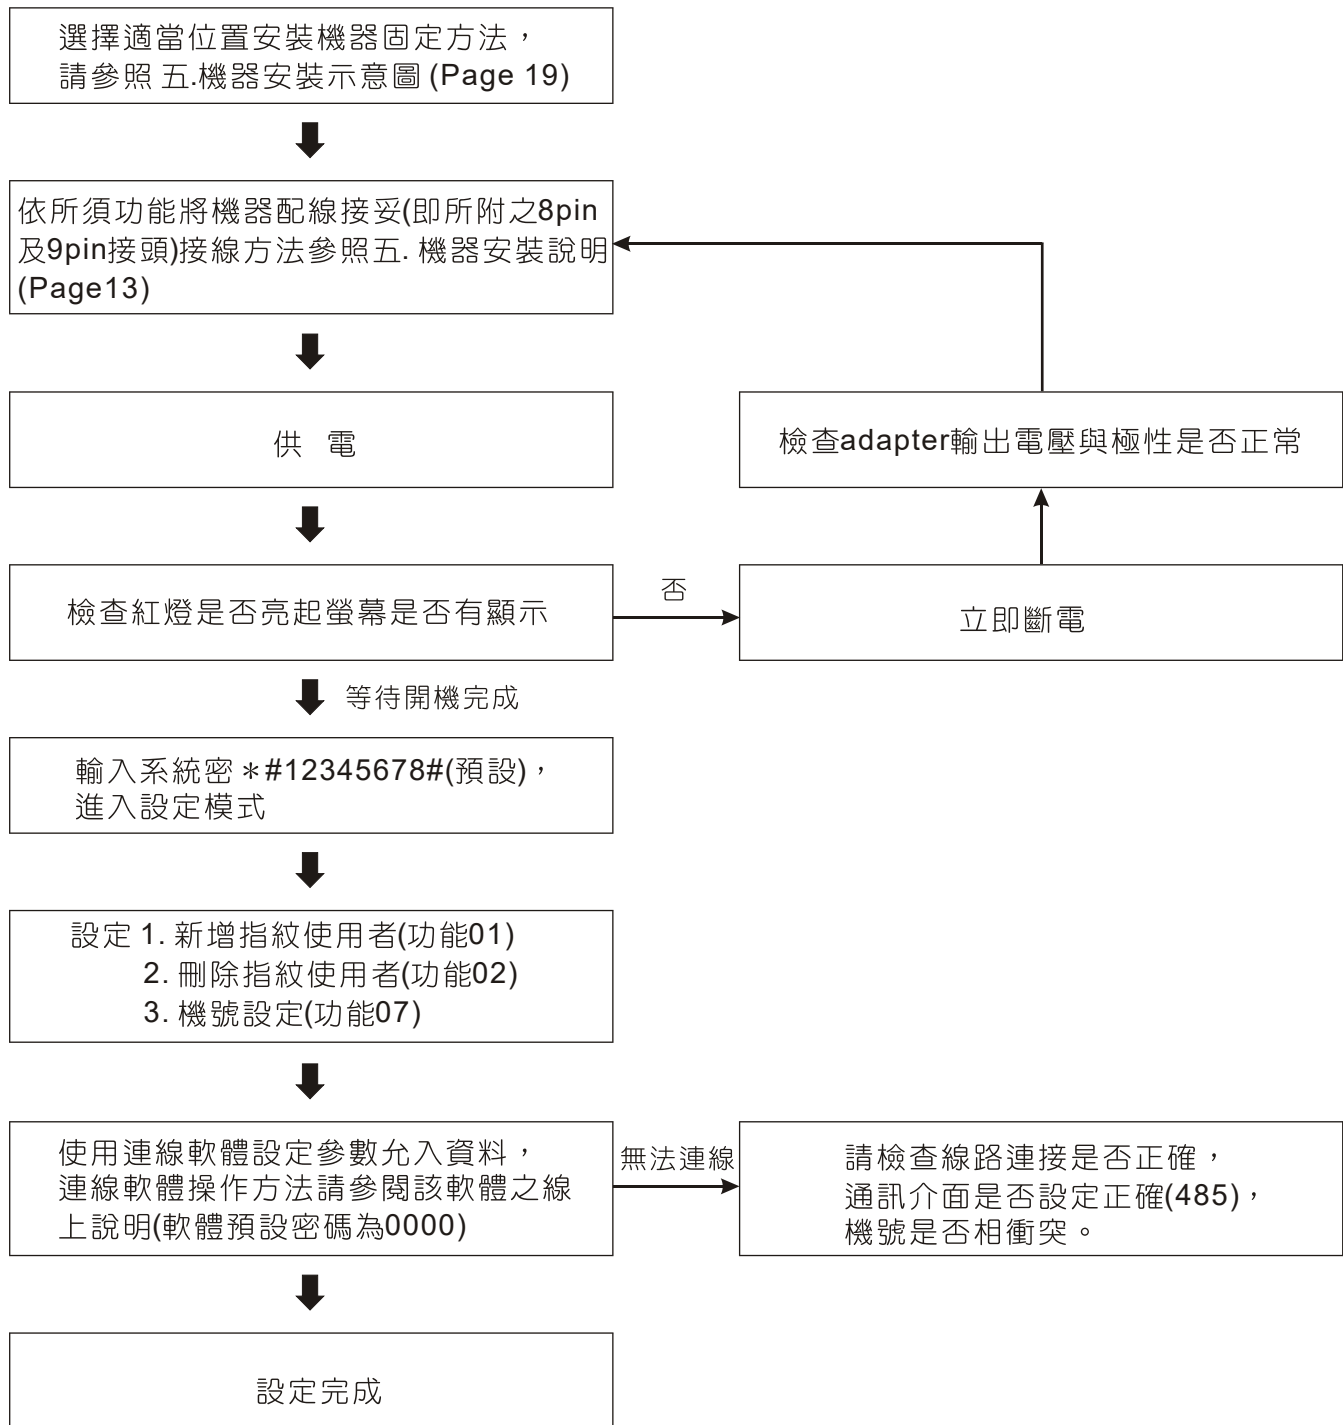 選擇適當位置安裝機器固定方法，
請參照 五.機器安裝示意圖 (Page 19)
依所須功能將機器配線接妥(即所附之8pin
及9pin接頭)接線方法參照五. 機器安裝說明
(Page13)
供 電
檢查adapter輸出電壓與極性是否正常
檢查紅燈是否亮起螢幕是否有顯示
否
立即斷電
等待開機完成
輸入系統密＊#12345678#(預設)，
進入設定模式
設定 1. 新增指紋使用者(功能01)
2. 刪除指紋使用者(功能02)
3. 機號設定(功能07)
使用連線軟體設定參數允入資料，
連線軟體操作方法請參閱該軟體之線
上說明(軟體預設密碼為0000)
無法連線
請檢查線路連接是否正確，
通訊介面是否設定正確(485)，
機號是否相衝突。
設定完成